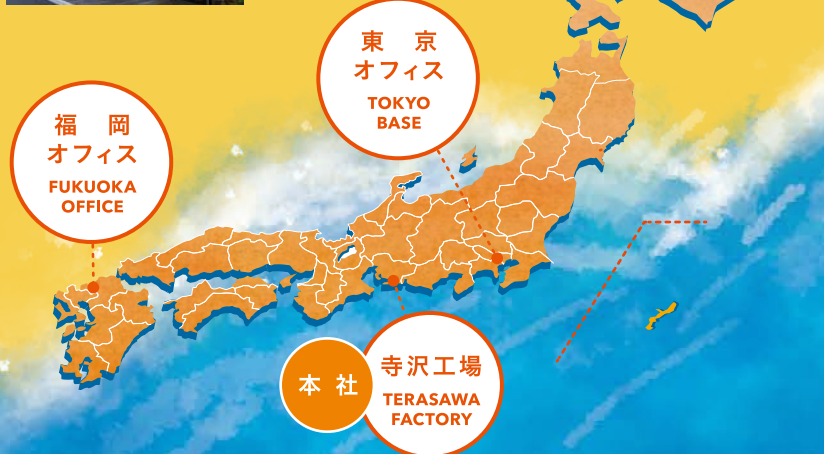 東 京
オフィス
TOKYO
BASE
福 岡
オフィス
FUKUOKA
OFFICE
本 社
寺沢工場
TERASAWA
FACTORY